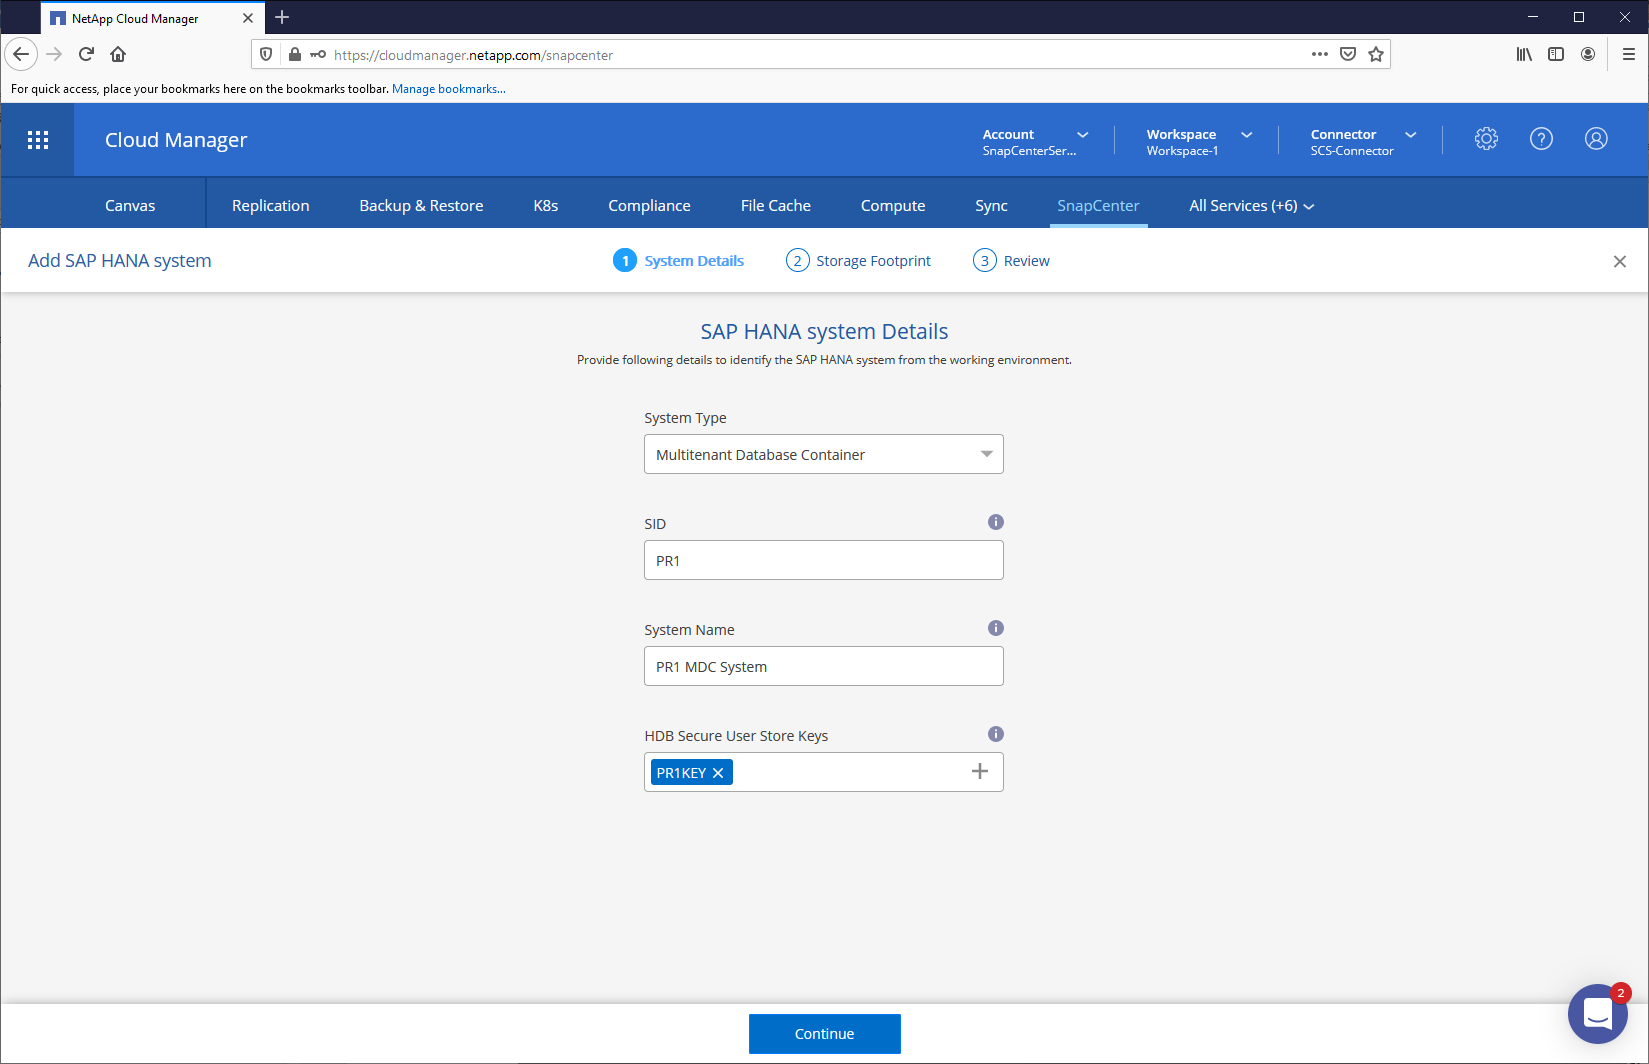 NetApp Cloud Manager
https://cloudmanager.netapp.com/snapcenter
For quick access, place your bookmarks here on the bookmarks toolbar. Manage bookmarks...
Cloud Manager
Account
SnapCenterSer...
Workspace
Workspace-1
Connector
SCS-Connector
Canvas
Replication
Backup & Restore
K8s
Compliance
File Cache
Compute
Sync
SnapCenter
All Services (+6)
Add SAP HANA system
1 System Details
2 Storage Footprint
3 Review
SAP HANA system Details
Provide following details to identify the SAP HANA system from the working environment.
System Type
Multitenant Database Container
SID
PR1
System Name
PR1 MDC System
HDB Secure User Store Keys
PR1KEY
Continue
2